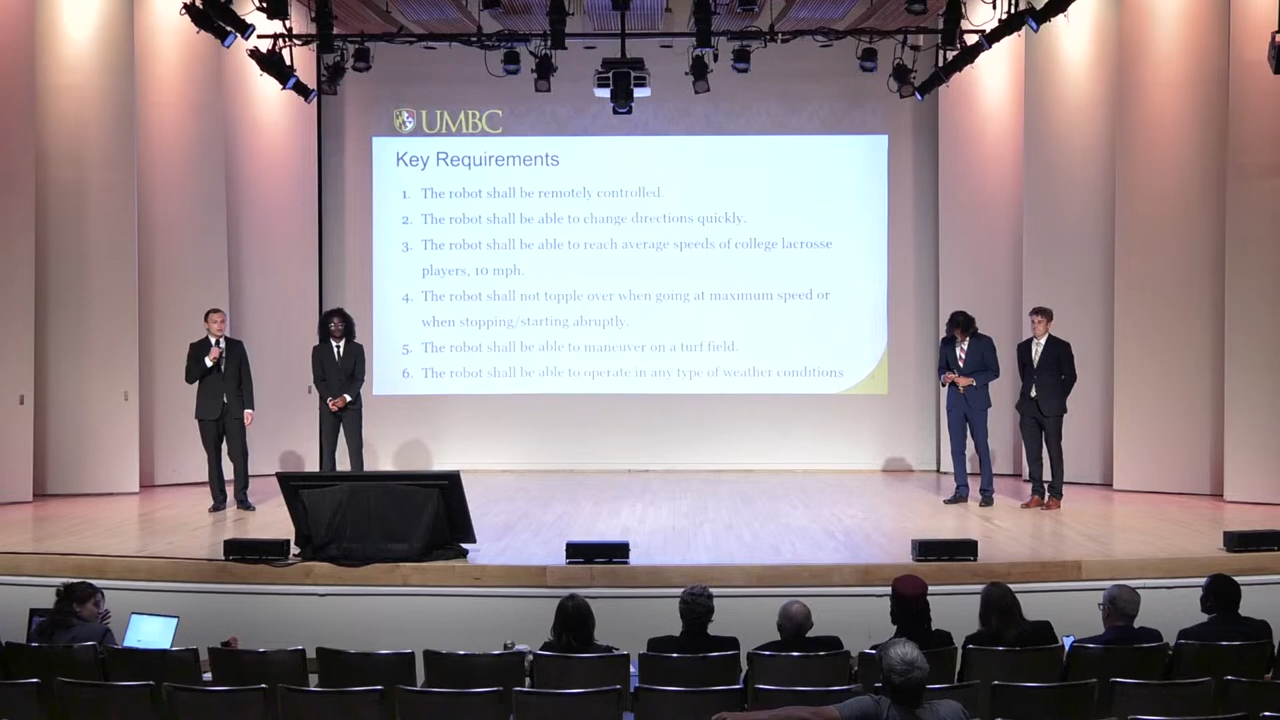 UMBC
Key Requirements
1. The robot shall be remotely controlled.
2. The robot shall be able to change directions quickly.
3. The robot shall be able to reach average speeds of college lacrosse
players, 10 mph.
4. The robot shall not topple over when going at maximum speed or
when stopping/starting abruptly.
5. The robot shall be able to maneuver on a turf field.
6. The robot shall be able to operate in any type of weather conditions